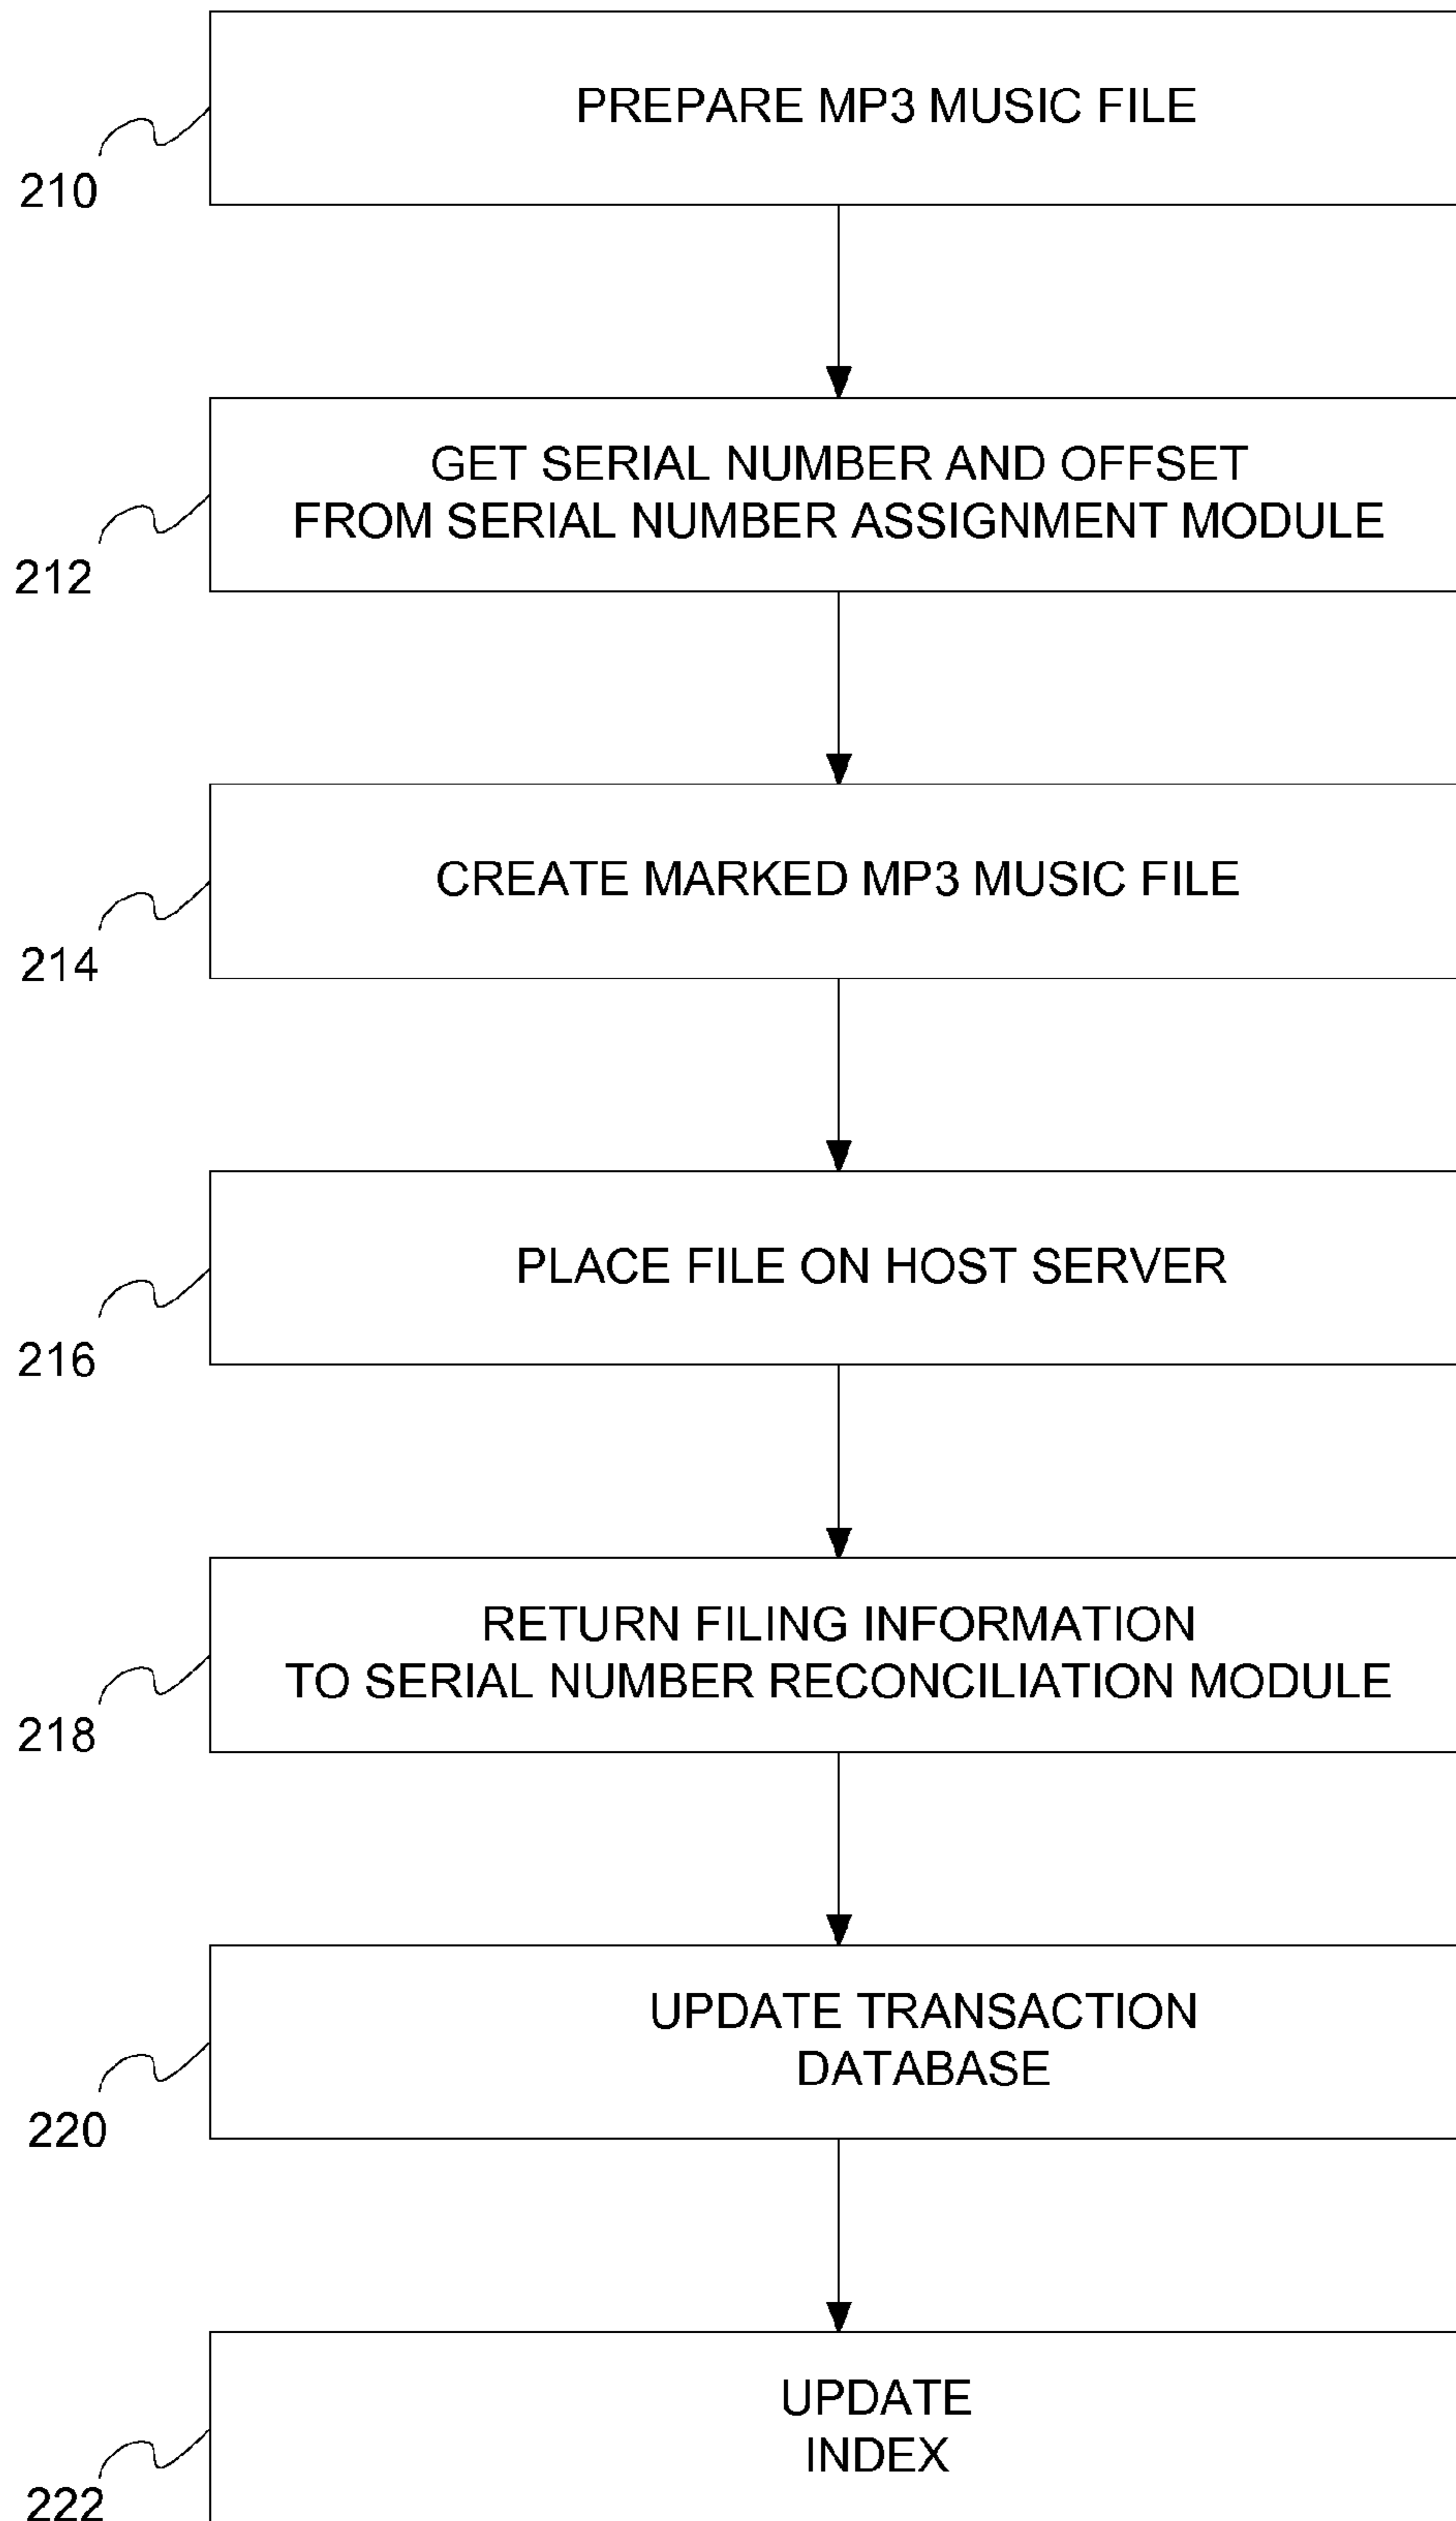 PREPARE MP3 MUSIC FILE
210
GET SERIAL NUMBER AND OFFSET
FROM SERIAL NUMBER ASSIGNMENT MODULE
212
CREATE MARKED MP3 MUSIC FILE
214
PLACE FILE ON HOST SERVER
216
RETURN FILING INFORMATION
TO SERIAL NUMBER RECONCILIATION MODULE
218
UPDATE TRANSACTION
DATABASE
220
UPDATE
INDEX
222